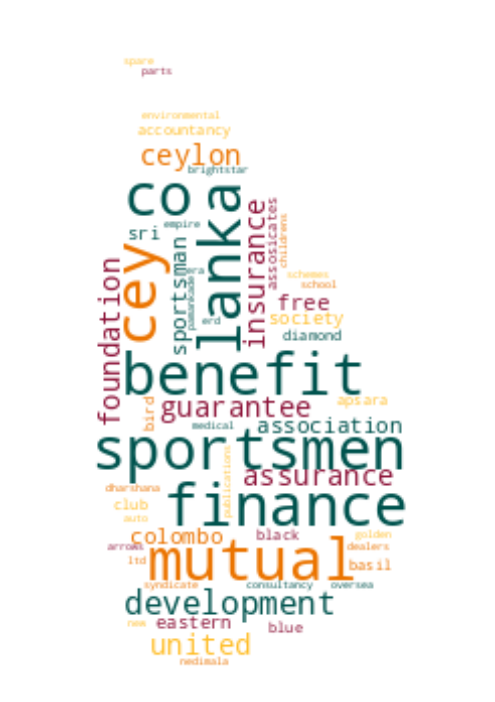 spare
parts
environmental
accountancy
ceylon
brightstar
co
lanka
insurance
assosicates
childrens
empire
sri
cey
sportsman
era
pamankade
erd
foundation
schemes
school
free
society
diamond
benefit
apsara
bird
guarantee
medical
association
sportsmen
assurance
publications
dharshana
finance
club
auto
colombo
black
golden
arrows
mutual
dealers
ltd
basil
syndicate
consultancy
oversea
development
new
eastern
blue
united
nedimala